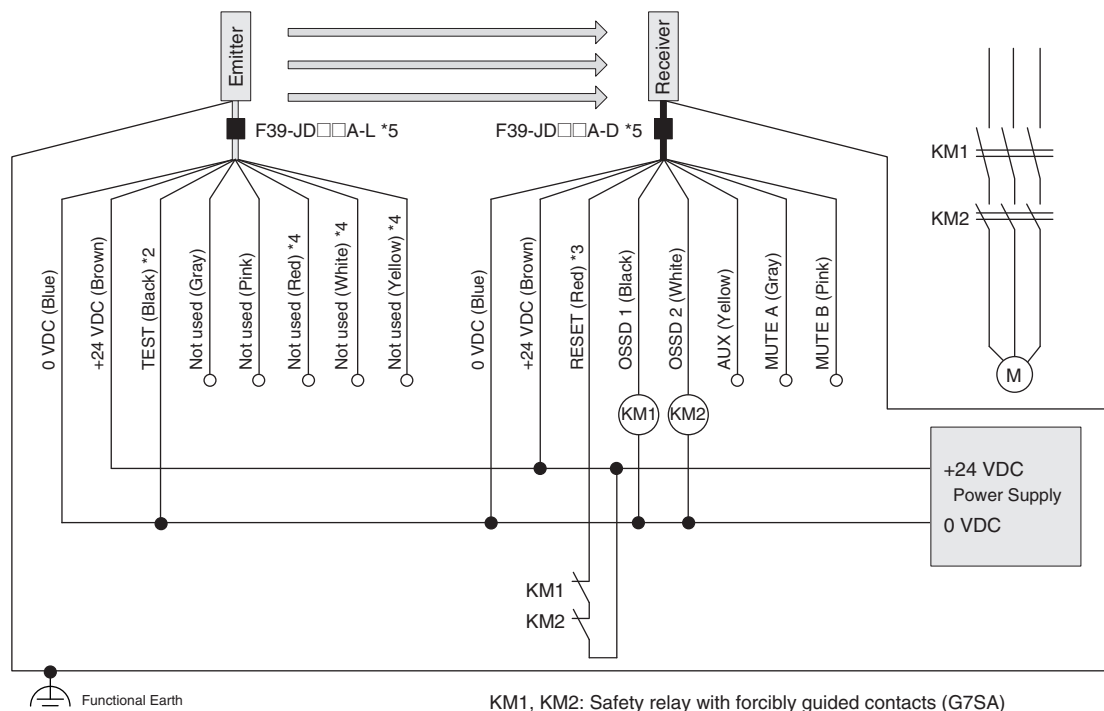 Emitter
Receiver
F39-JD□□A-L *5
F39-JD□□A-D *5
KM1
KM2
0 VDC (Blue)
+24 VDC (Brown)
TEST (Black) *2
Not used (Gray)
Not used (Pink)
Not used (Red) *4
Not used (White) *4
Not used (Yellow) *4
0 VDC (Blue)
+24 VDC (Brown)
RESET (Red) *3
OSSD 1 (Black)
OSSD 2 (White)
AUX (Yellow)
MUTE A (Gray)
MUTE B (Pink)
M
KM1
KM2
+24 VDC
Power Supply
0 VDC
KM1
KM2
Functional Earth
KM1, KM2: Safety relay with forcibly guided contacts (G7SA)